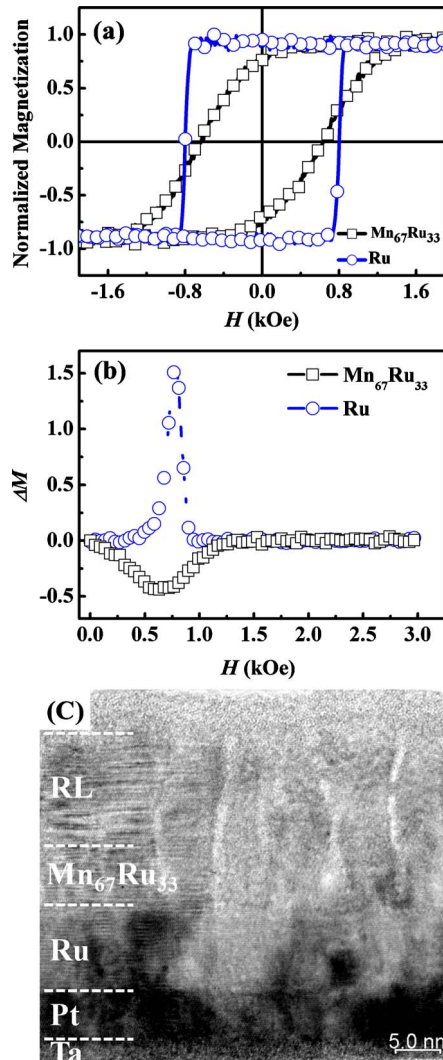 (a)
Normalized Magnetization
1.0
0.5
0.0
-0.5
-1.0
Mn₆₇Ru₃₃
Ru
-1.6 -0.8 0.0 0.8 1.6
H (kOe)
(b)
ΔM
1.5
1.0
0.5
0.0
-0.5
Mn₆₇Ru₃₃
Ru
0.0 0.5 1.0 1.5 2.0 2.5 3.0
H (kOe)
(C)
RL
Mn₆₇Ru₃₃
Ru
Pt
Ta
5.0 nm